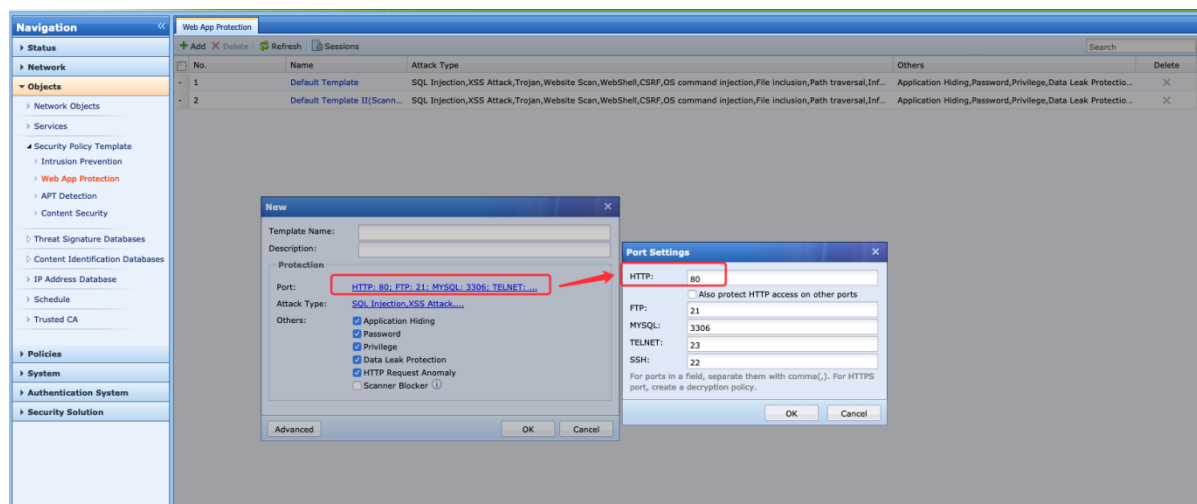 Navigation
Status
Network
Objects
Network Objects
Services
Security Policy Template
Intrusion Prevention
Web App Protection
APT Detection
Content Security
Threat Signature Databases
Content Identification Databases
IP Address Database
Schedule
Trusted CA
Policies
System
Authentication System
Security Solution
Web App Protection
Add Delete Refresh Sessions Search
No. Name Attack Type Others Delete
- 1 Default Template SQL Injection,XSS Attack,Trojan,Website Scan,WebShell,CSRF,OS command injection,File inclusion,Path traversal,Inf... Application Hiding,Password,Privilege,Data Leak Protectio...
- 2 Default Template II(Scann... SQL Injection,XSS Attack,Trojan,Website Scan,WebShell,CSRF,OS command injection,File inclusion,Path traversal,Inf... Application Hiding,Password,Privilege,Data Leak Protectio...
New
Template Name:
Description:
Protection
Port: HTTP: 80; FTP: 21; MYSQL: 3306; TELNET: ...
Attack Type: SQL Injection,XSS Attack,...
Others: Application Hiding
Password
Privilege
Data Leak Protection
HTTP Request Anomaly
Scanner Blocker
Advanced OK Cancel
Port Settings
HTTP: 80
Also protect HTTP access on other ports
FTP: 21
MYSQL: 3306
TELNET: 23
SSH: 22
For ports in a field, separate them with comma(,). For HTTPS
port, create a decryption policy.
OK Cancel